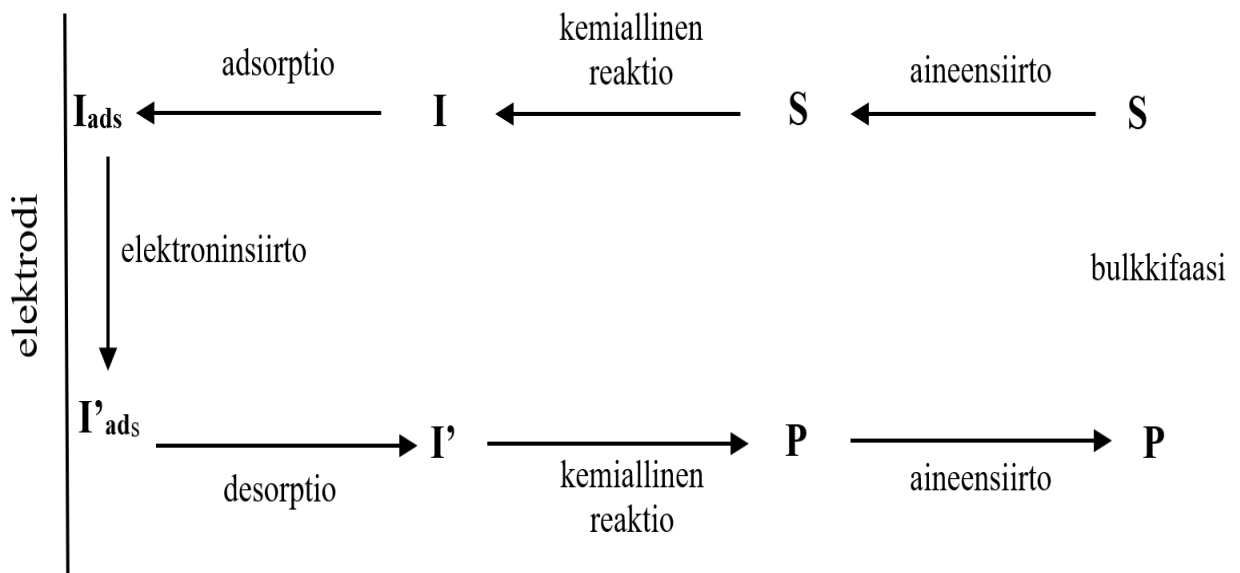 kemiallinen
reaktio
adsorptio
aineensiirto
Iads
I
S
S
elektrodi
elektroninsiirto
bulkkifaasi
I’ads
I’
P
P
desorptio
kemiallinen
reaktio
aineensiirto